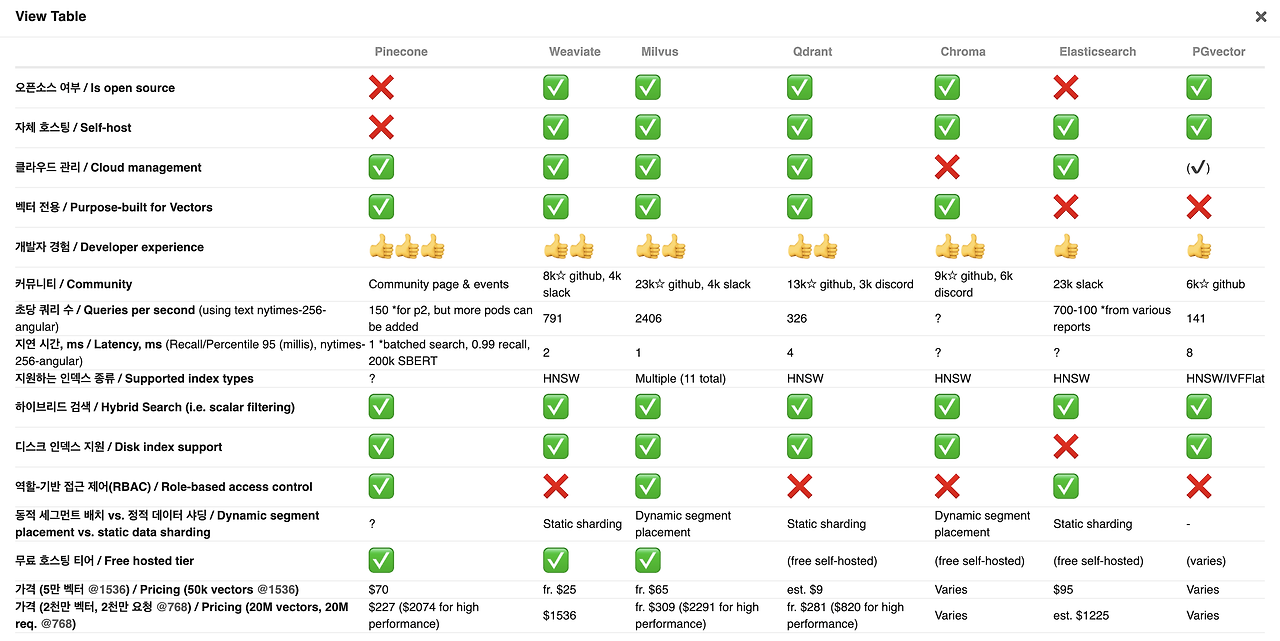 View Table
Pinecone Weaviate Milvus Qdrant Chroma Elasticsearch PGvector
오픈소스 여부 / Is open source ❌ ✅ ✅ ✅ ✅ ❌ ✅
자체 호스팅 / Self-host ❌ ✅ ✅ ✅ ✅ ✅ ✅
클라우드 관리 / Cloud management ✅ ✅ ✅ ✅ ❌ ✅ (✔)
벡터 전용 / Purpose-built for Vectors ✅ ✅ ✅ ✅ ✅ ❌ ❌
개발자 경험 / Developer experience 👍👍👍 👍👍 👍👍 👍👍 👍👍 👍 👍
커뮤니티 / Community Community page & events 8k☆ github, 4k slack 23k☆ github, 4k slack 13k☆ github, 3k discord 9k☆ github, 6k discord 23k slack 6k☆ github
초당 쿼리 수 / Queries per second (using text nytimes-256-angular) 150 *for p2, but more pods can be added 791 2406 326 ? 700-100 *from various reports 141
지연 시간, ms / Latency, ms (Recall/Percentile 95 (millis), nytimes-256-angular) 1 *batched search, 0.99 recall, 200k SBERT 2 1 4 ? ? 8
지원하는 인덱스 종류 / Supported index types ? HNSW Multiple (11 total) HNSW HNSW HNSW HNSW/IVFFlat
하이브리드 검색 / Hybrid Search (i.e. scalar filtering) ✅ ✅ ✅ ✅ ✅ ✅ ✅
디스크 인덱스 지원 / Disk index support ✅ ✅ ✅ ✅ ✅ ❌ ✅
역할-기반 접근 제어(RBAC) / Role-based access control ✅ ❌ ✅ ❌ ❌ ✅ ❌
동적 세그먼트 배치 vs. 정적 데이터 샤딩 / Dynamic segment placement vs. static data sharding ? Static sharding Dynamic segment placement Static sharding Dynamic segment placement Static sharding -
무료 호스팅 티어 / Free hosted tier ✅ ✅ ✅ (free self-hosted) (free self-hosted) (free self-hosted) (varies)
가격 (5만 벡터 @1536) / Pricing (50k vectors @1536) $70 fr. $25 fr. $65 est. $9 Varies $95 Varies
가격 (2천만 벡터, 2천만 요청 @768) / Pricing (20M vectors, 20M req. @768) $227 ($2074 for high performance) $1536 fr. $309 ($2291 for high performance) fr. $281 ($820 for high performance) Varies est. $1225 Varies